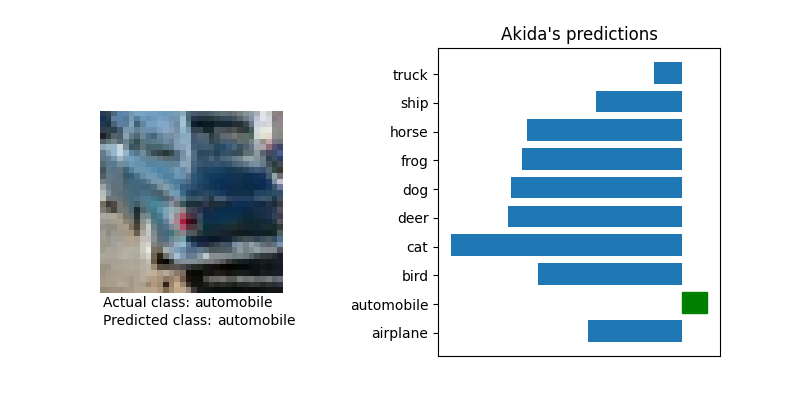 Akida's predictions
truck
ship
horse
frog
dog
deer
cat
bird
automobile
airplane
Actual class: automobile
Predicted class: automobile